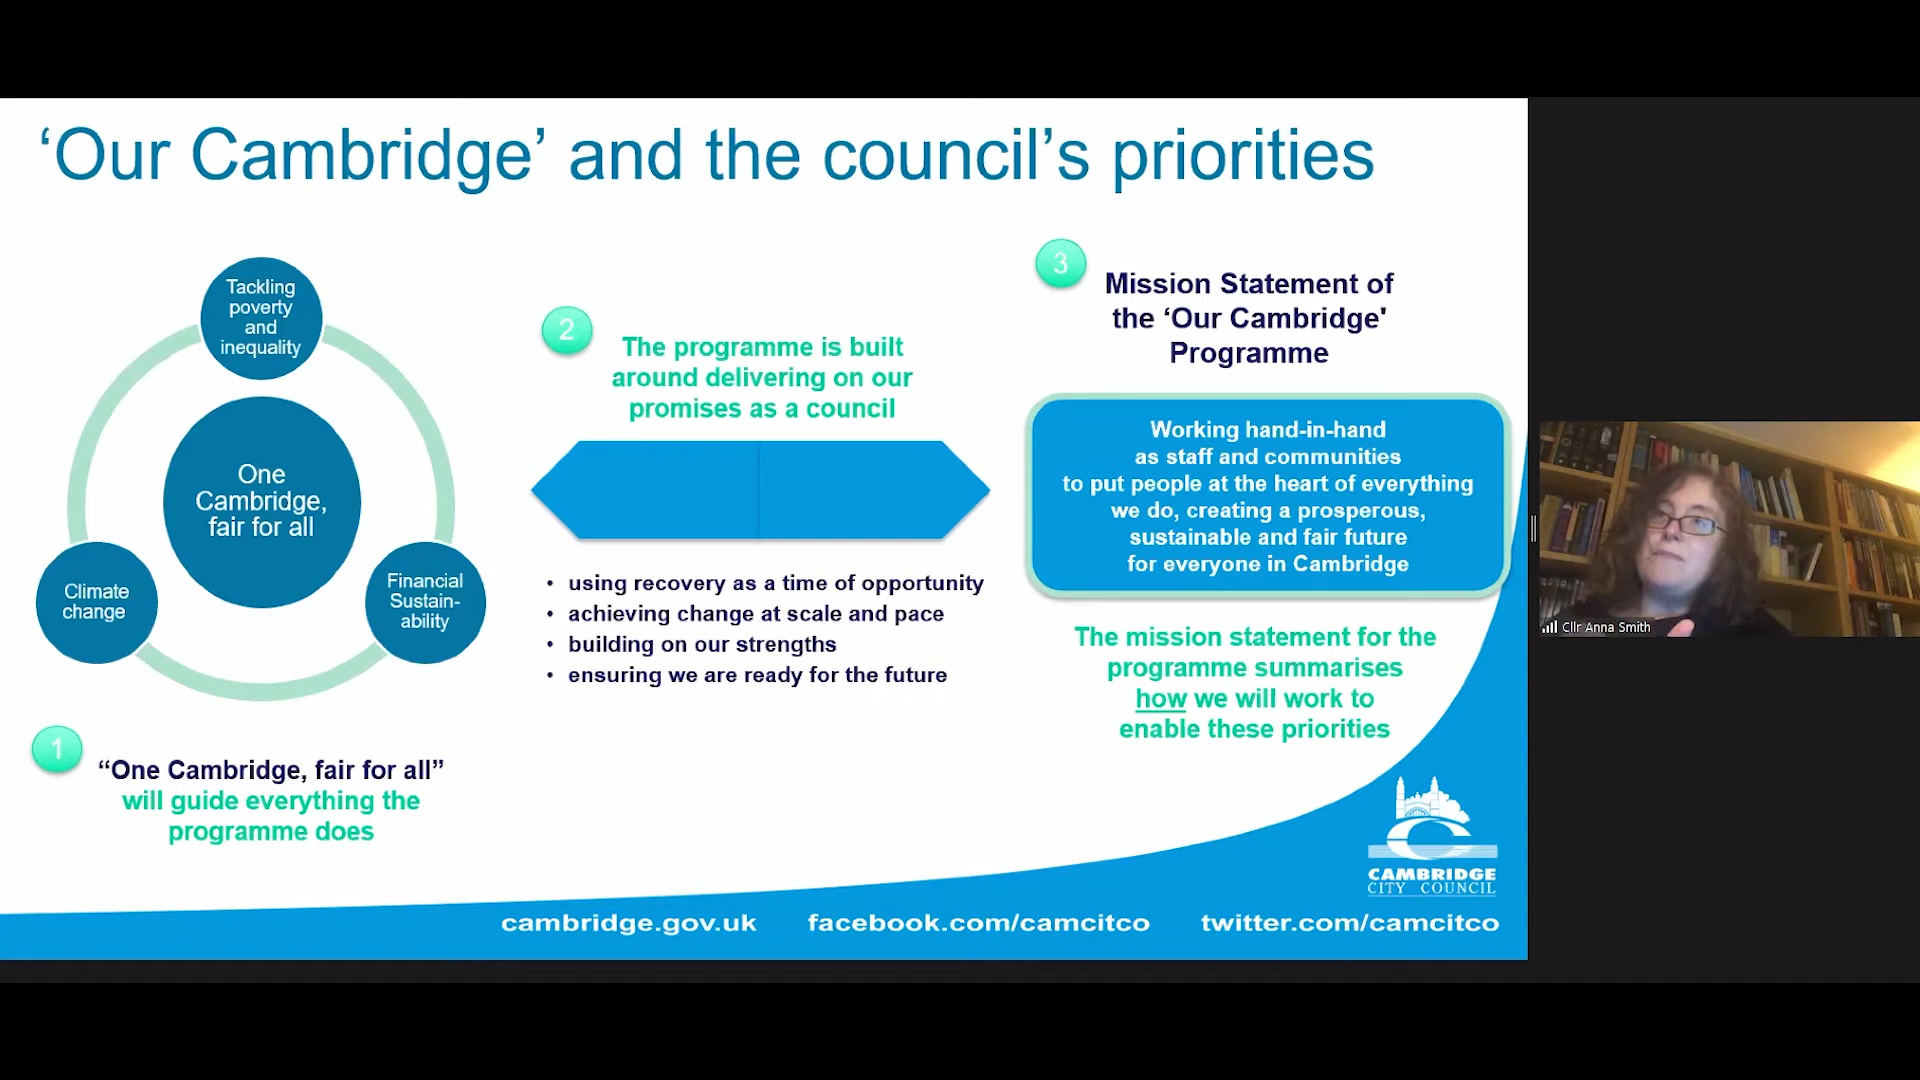 ‘Our Cambridge’ and the council’s priorities
Tackling
poverty
and
inequality
One
Cambridge,
fair for all
Climate
change
Financial
Sustain-
ability
1
“One Cambridge, fair for all”
will guide everything the
programme does
2
The programme is built
around delivering on our
promises as a council
• using recovery as a time of opportunity
• achieving change at scale and pace
• building on our strengths
• ensuring we are ready for the future
3
Mission Statement of
the ‘Our Cambridge'
Programme
Working hand-in-hand
as staff and communities
to put people at the heart of everything
we do, creating a prosperous,
sustainable and fair future
for everyone in Cambridge
The mission statement for the
programme summarises
how we will work to
enable these priorities
CAMBRIDGE
CITY COUNCIL
cambridge.gov.uk facebook.com/camcitco twitter.com/camcitco
Cllr Anna Smith